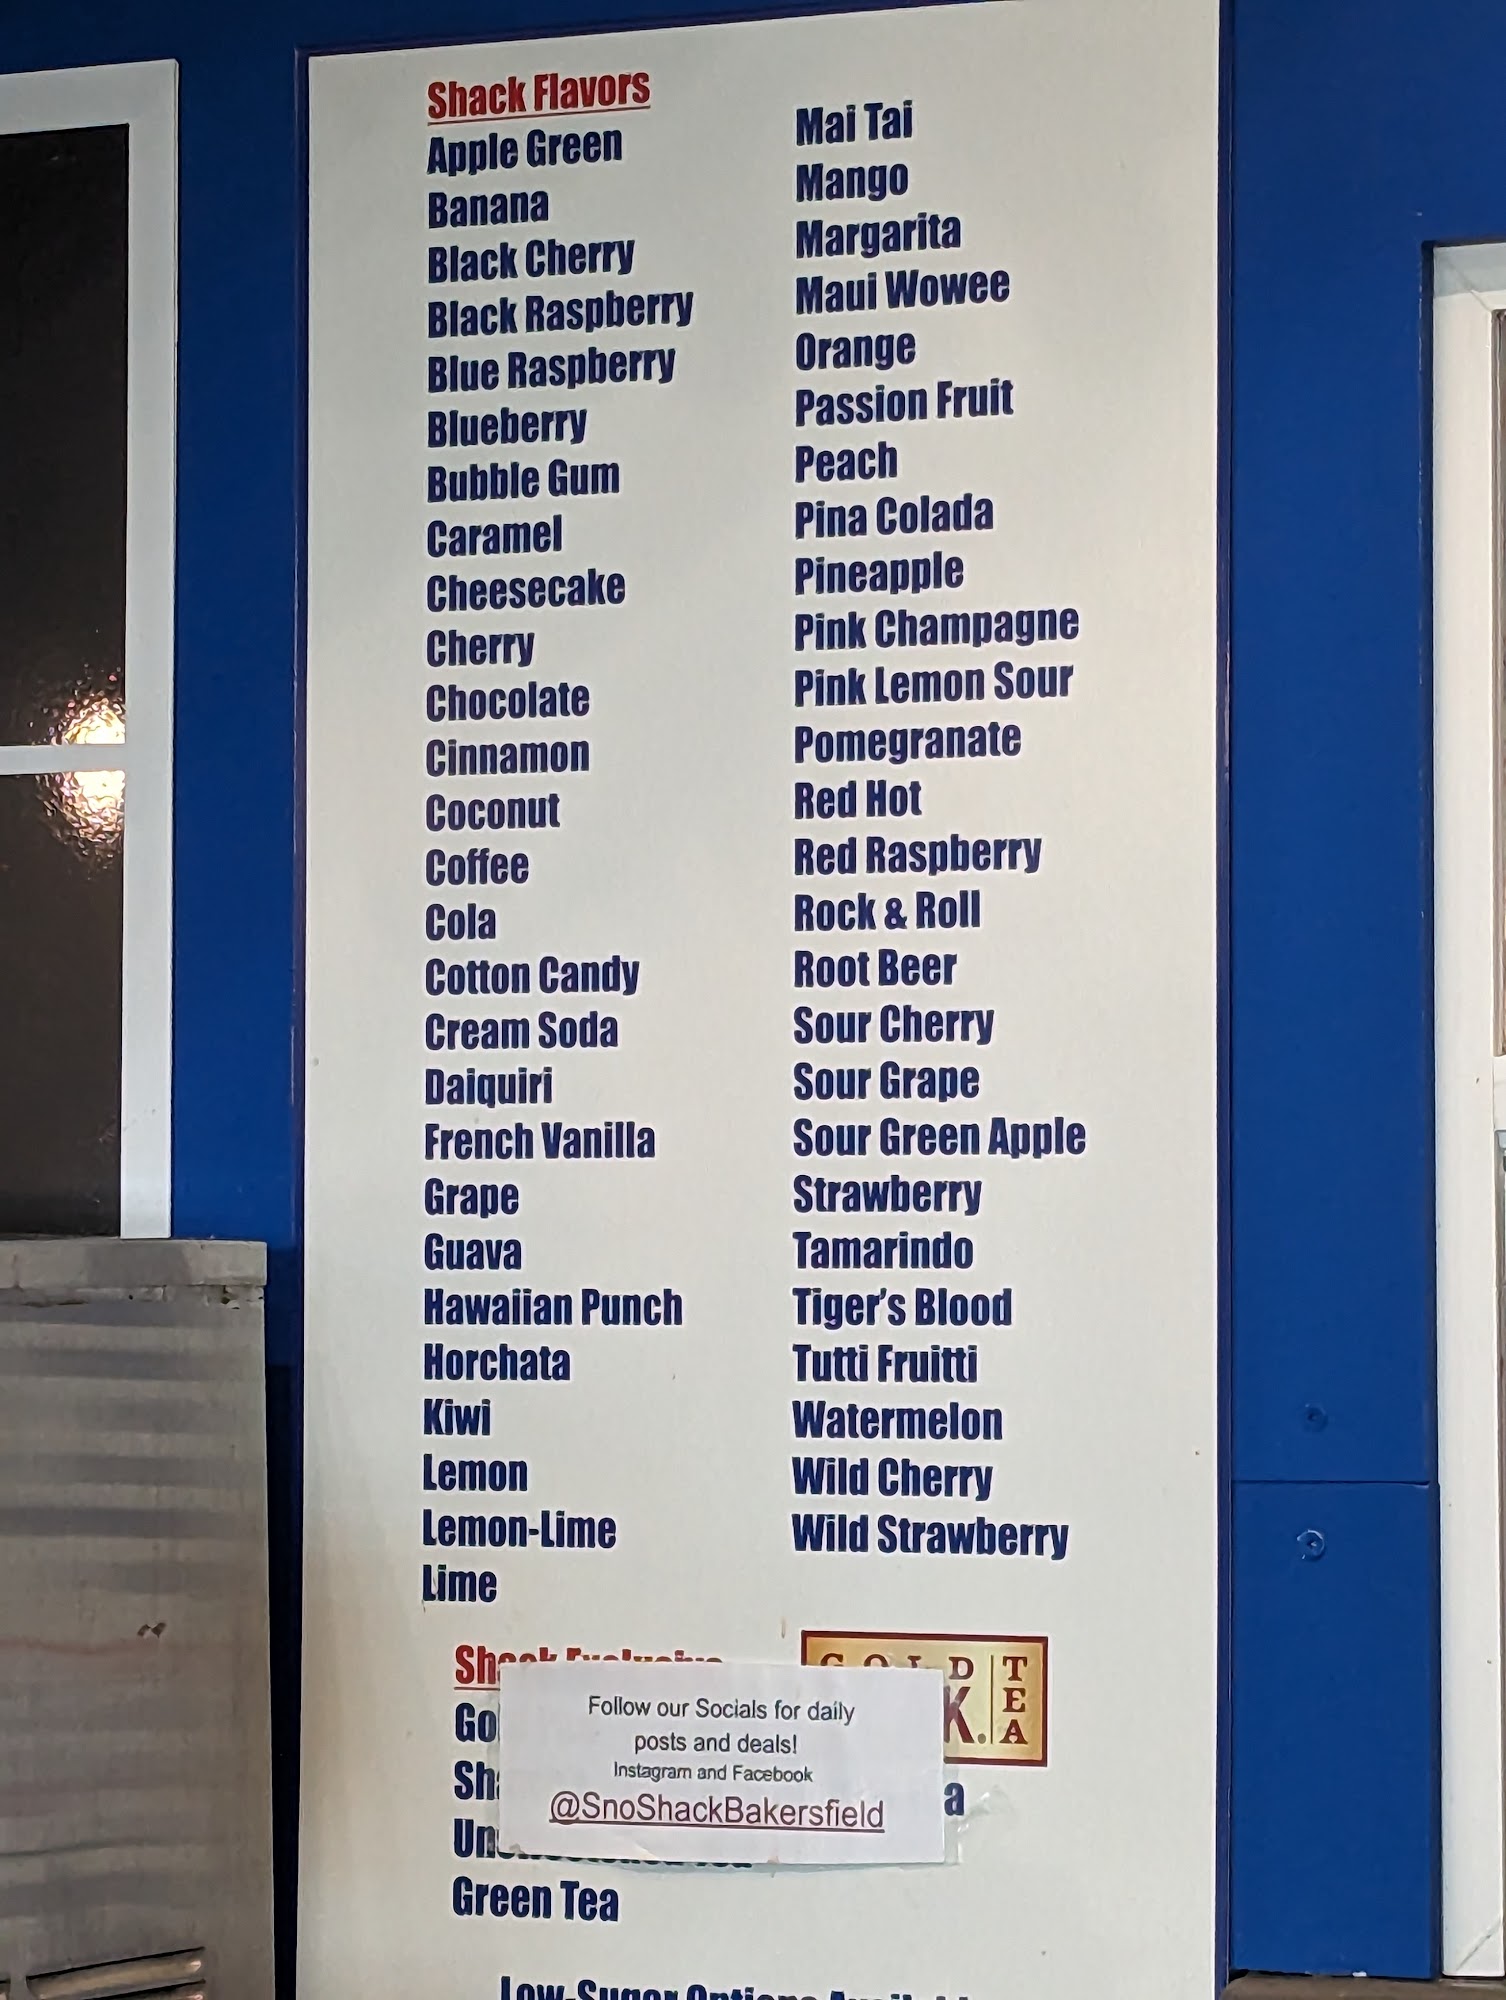 Shack Flavors
Apple Green
Banana
Black Cherry
Black Raspberry
Blue Raspberry
Blueberry
Bubble Gum
Caramel
Cheesecake
Cherry
Chocolate
Cinnamon
Coconut
Coffee
Cola
Cotton Candy
Cream Soda
Daiquiri
French Vanilla
Grape
Guava
Hawaiian Punch
Horchata
Kiwi
Lemon
Lemon-Lime
Lime
Mai Tai
Mango
Margarita
Maui Wowee
Orange
Passion Fruit
Peach
Pina Colada
Pineapple
Pink Champagne
Pink Lemon Sour
Pomegranate
Red Hot
Red Raspberry
Rock & Roll
Root Beer
Sour Cherry
Sour Grape
Sour Green Apple
Strawberry
Tamarindo
Tiger's Blood
Tutti Fruitti
Watermelon
Wild Cherry
Wild Strawberry
Shack
GOLD
TEA
Follow our Socials for daily
posts and deals!
Instagram and Facebook
@SnoShackBakersfield
Green Tea
Low-Sugar Options